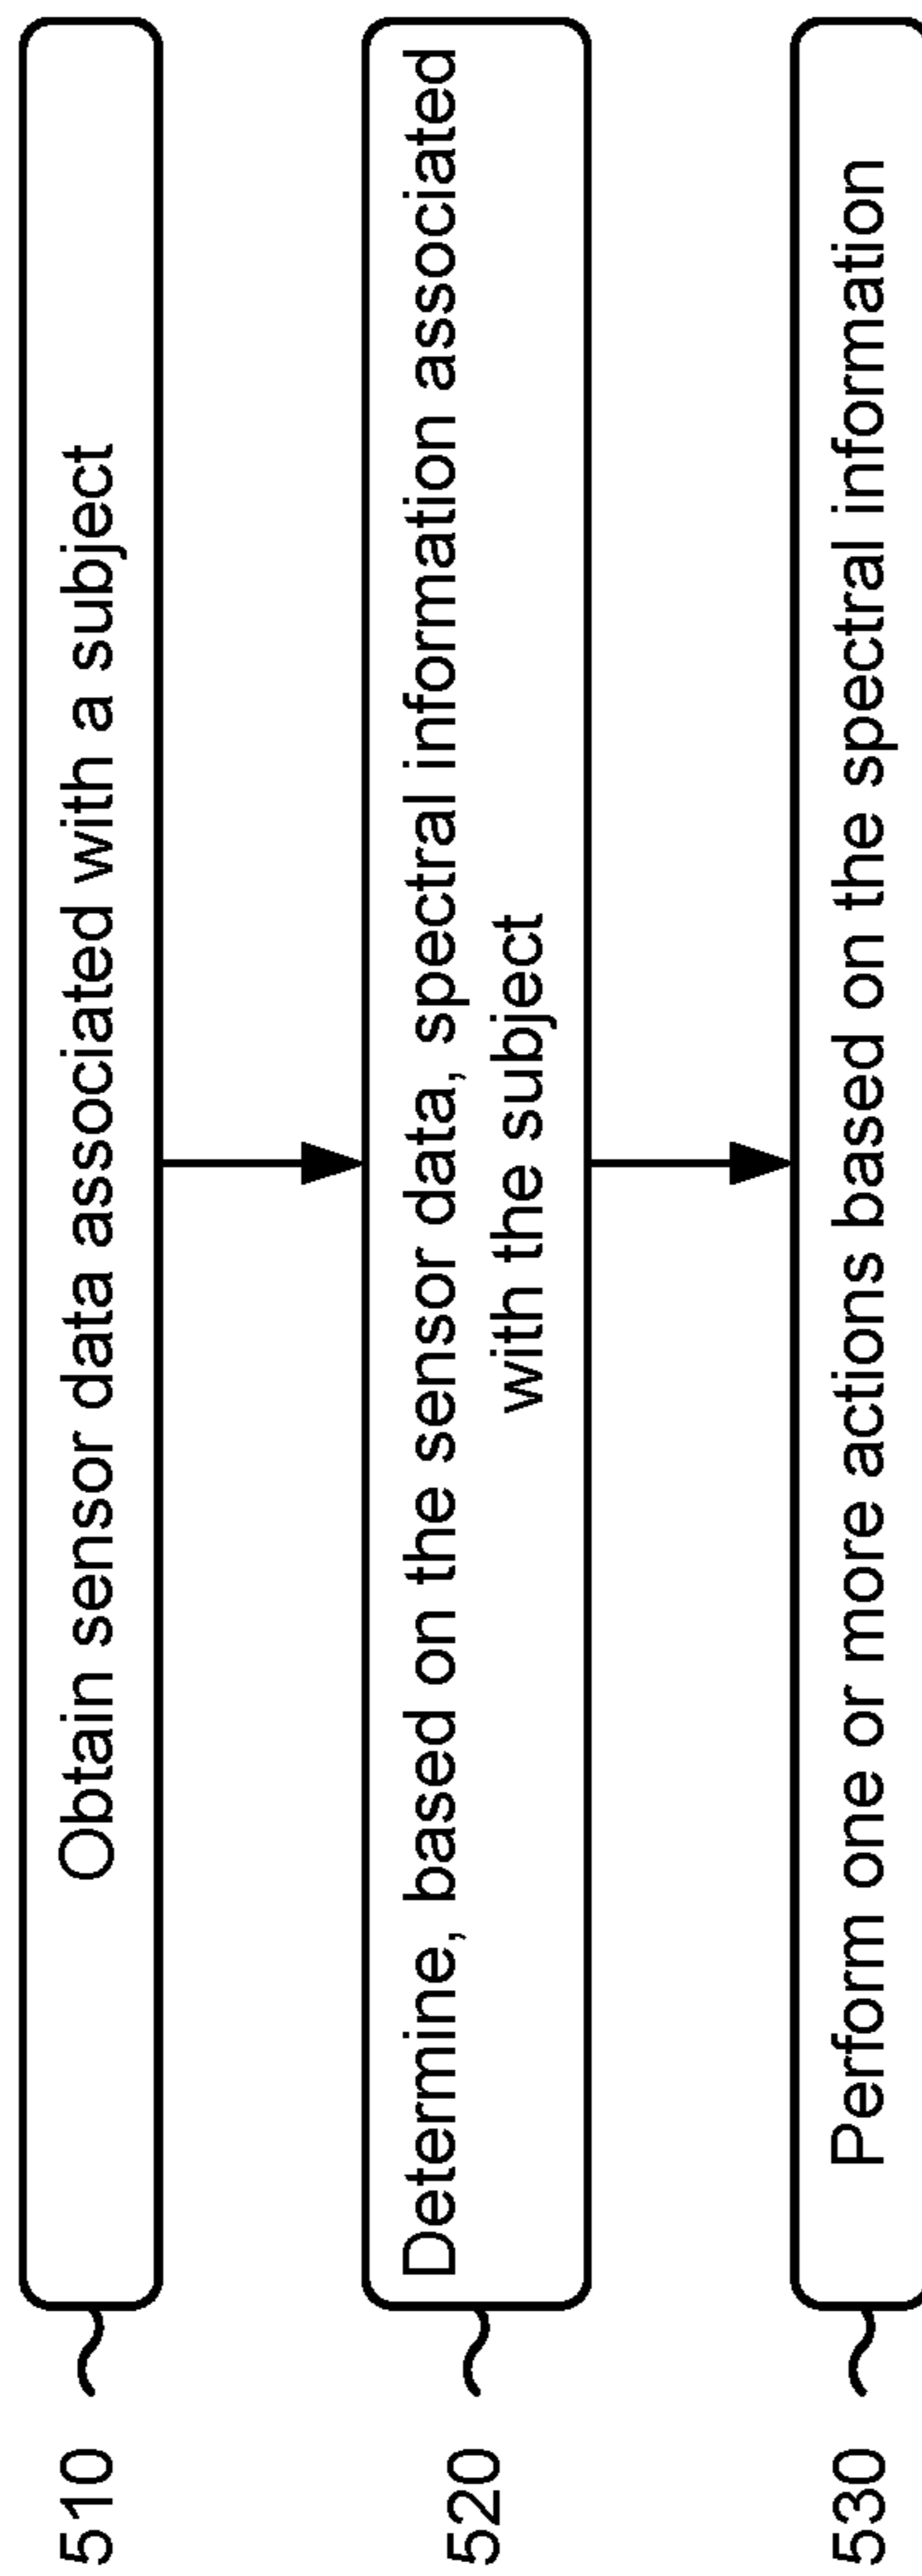 510
Obtain sensor data associated with a subject
520
Determine, based on the sensor data, spectral information associated
with the subject
530
Perform one or more actions based on the spectral information